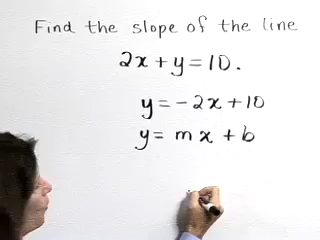 Find the slope of the line
2x + y = 10.
y = -2x + 10
y = mx + b